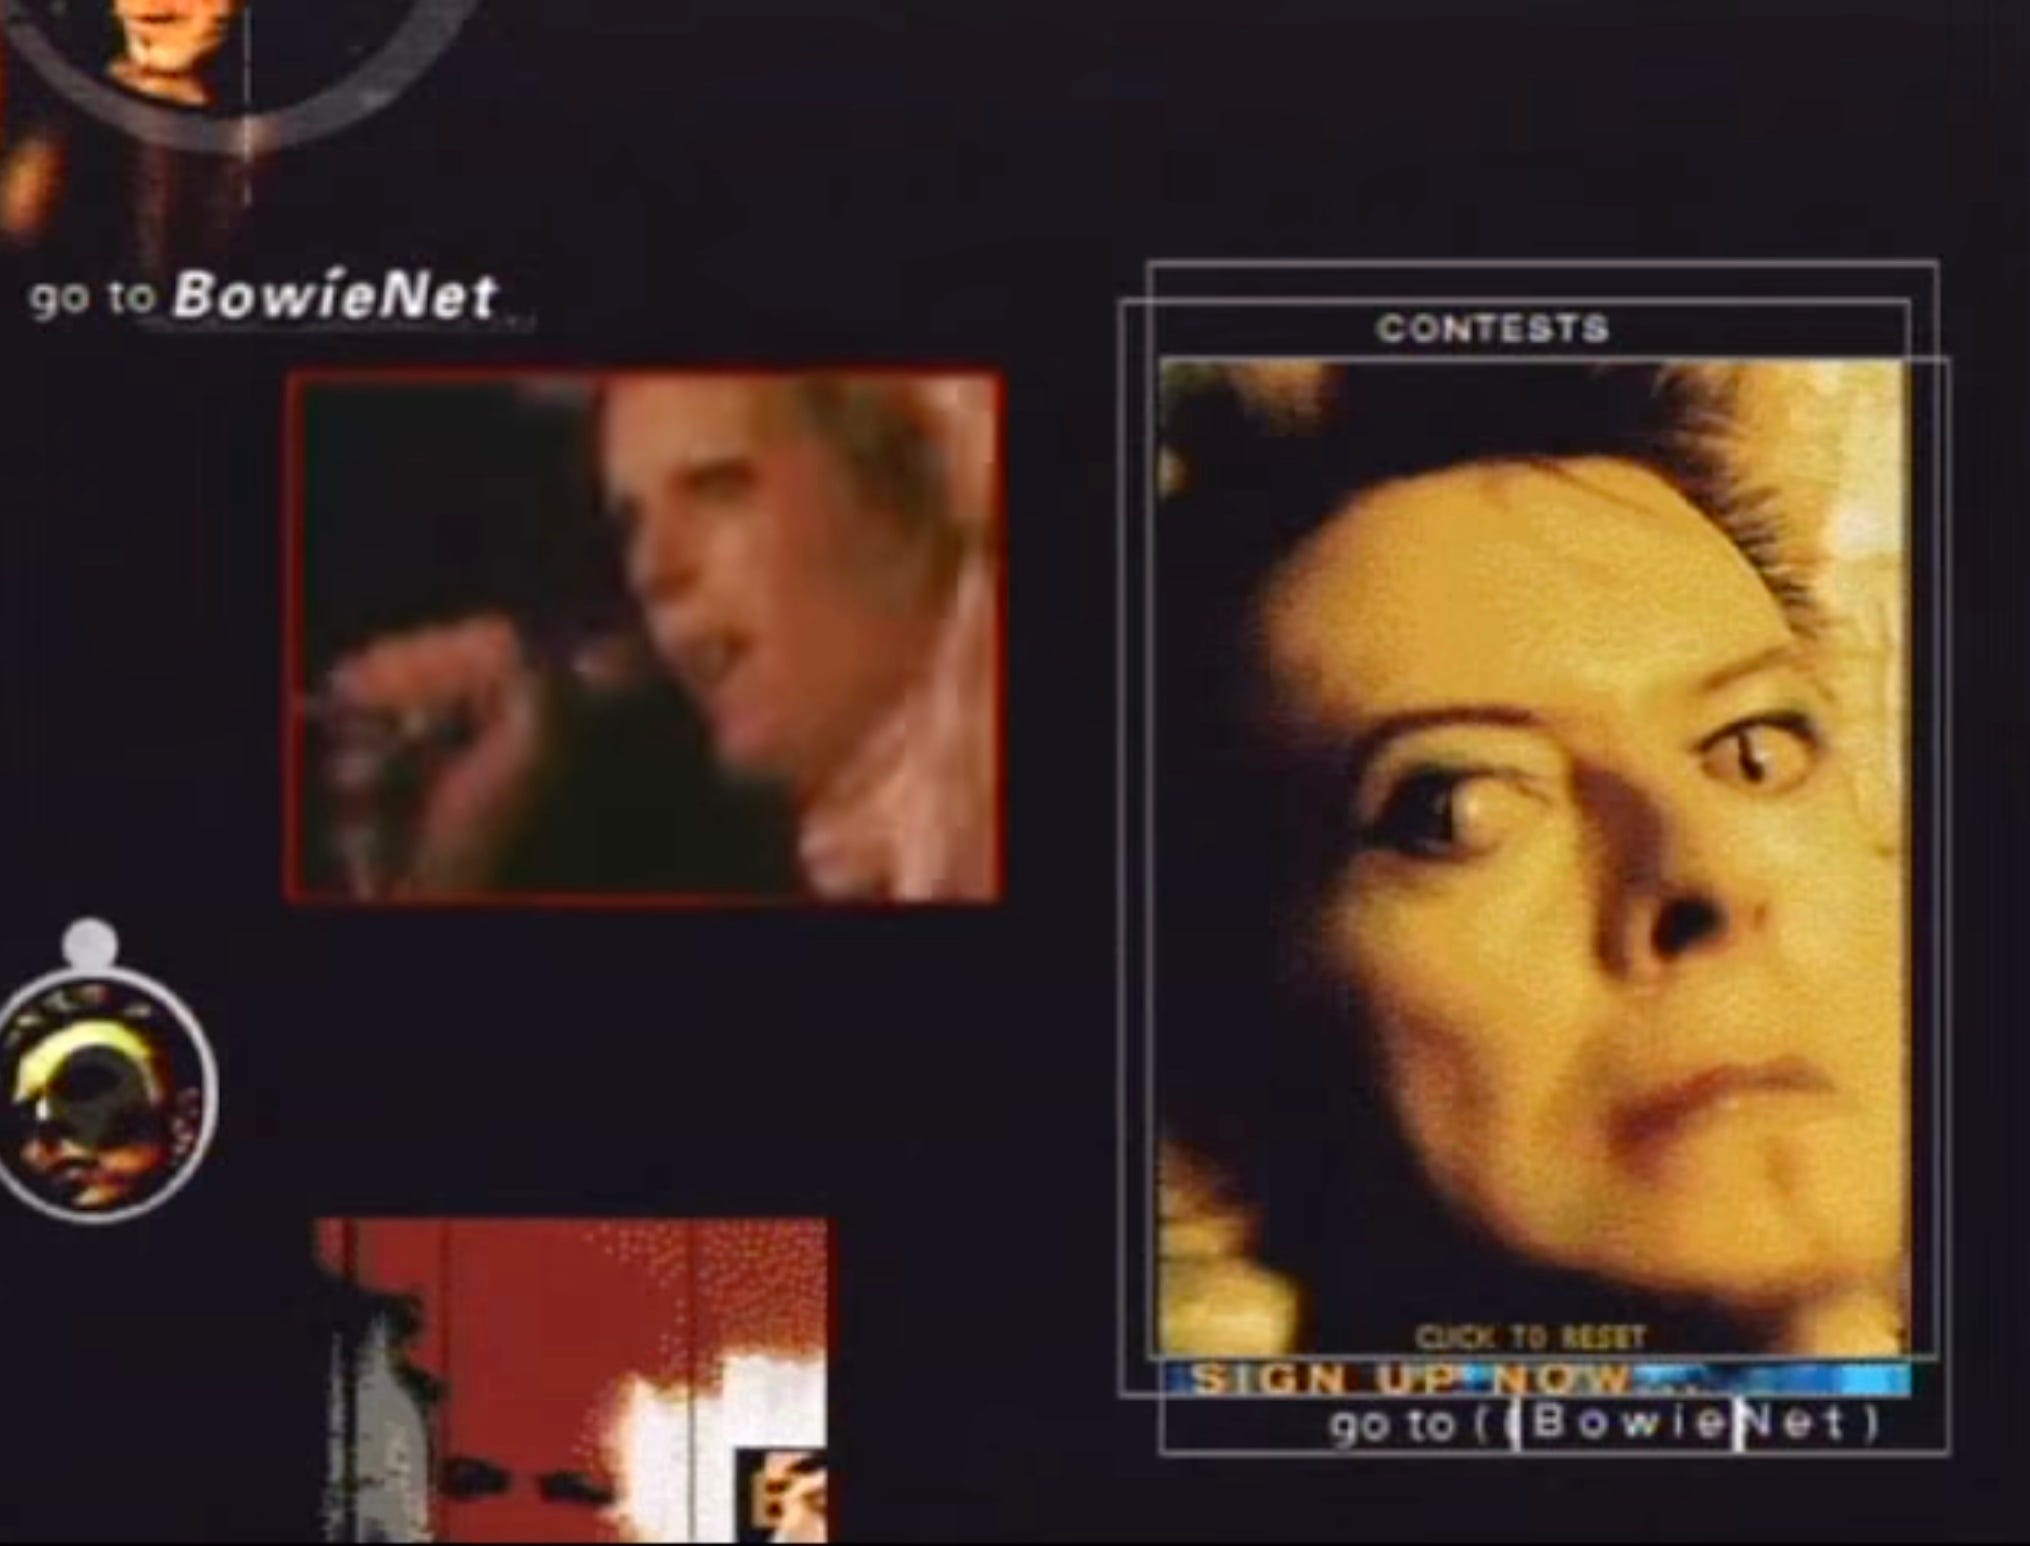 go to BowieNet...
CONTESTS
CLICK TO RESET
SIGN UP NOW...
go to ((BowieNet)